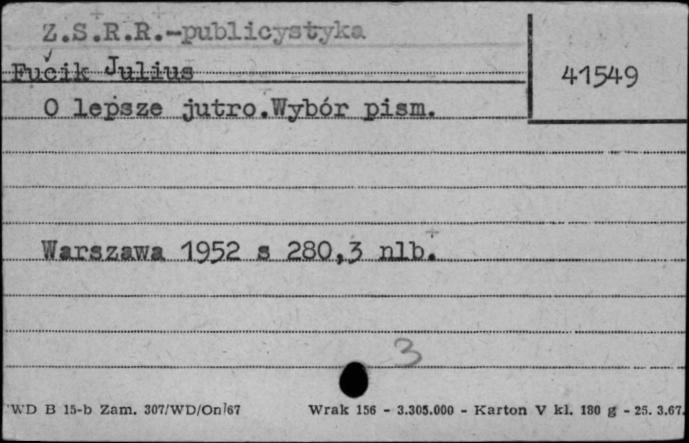 Z.S.R.R.-publicystyka
Fučik Julius
41549
O lepsze jutro.Wybór pism.
Warszawa 1952 s 280,3 nlb.
3
WD B 15-b Zam. 307/WD/On/67 Wrak 156 - 3.305.000 - Karton V kl. 180 g - 25. 3.67.